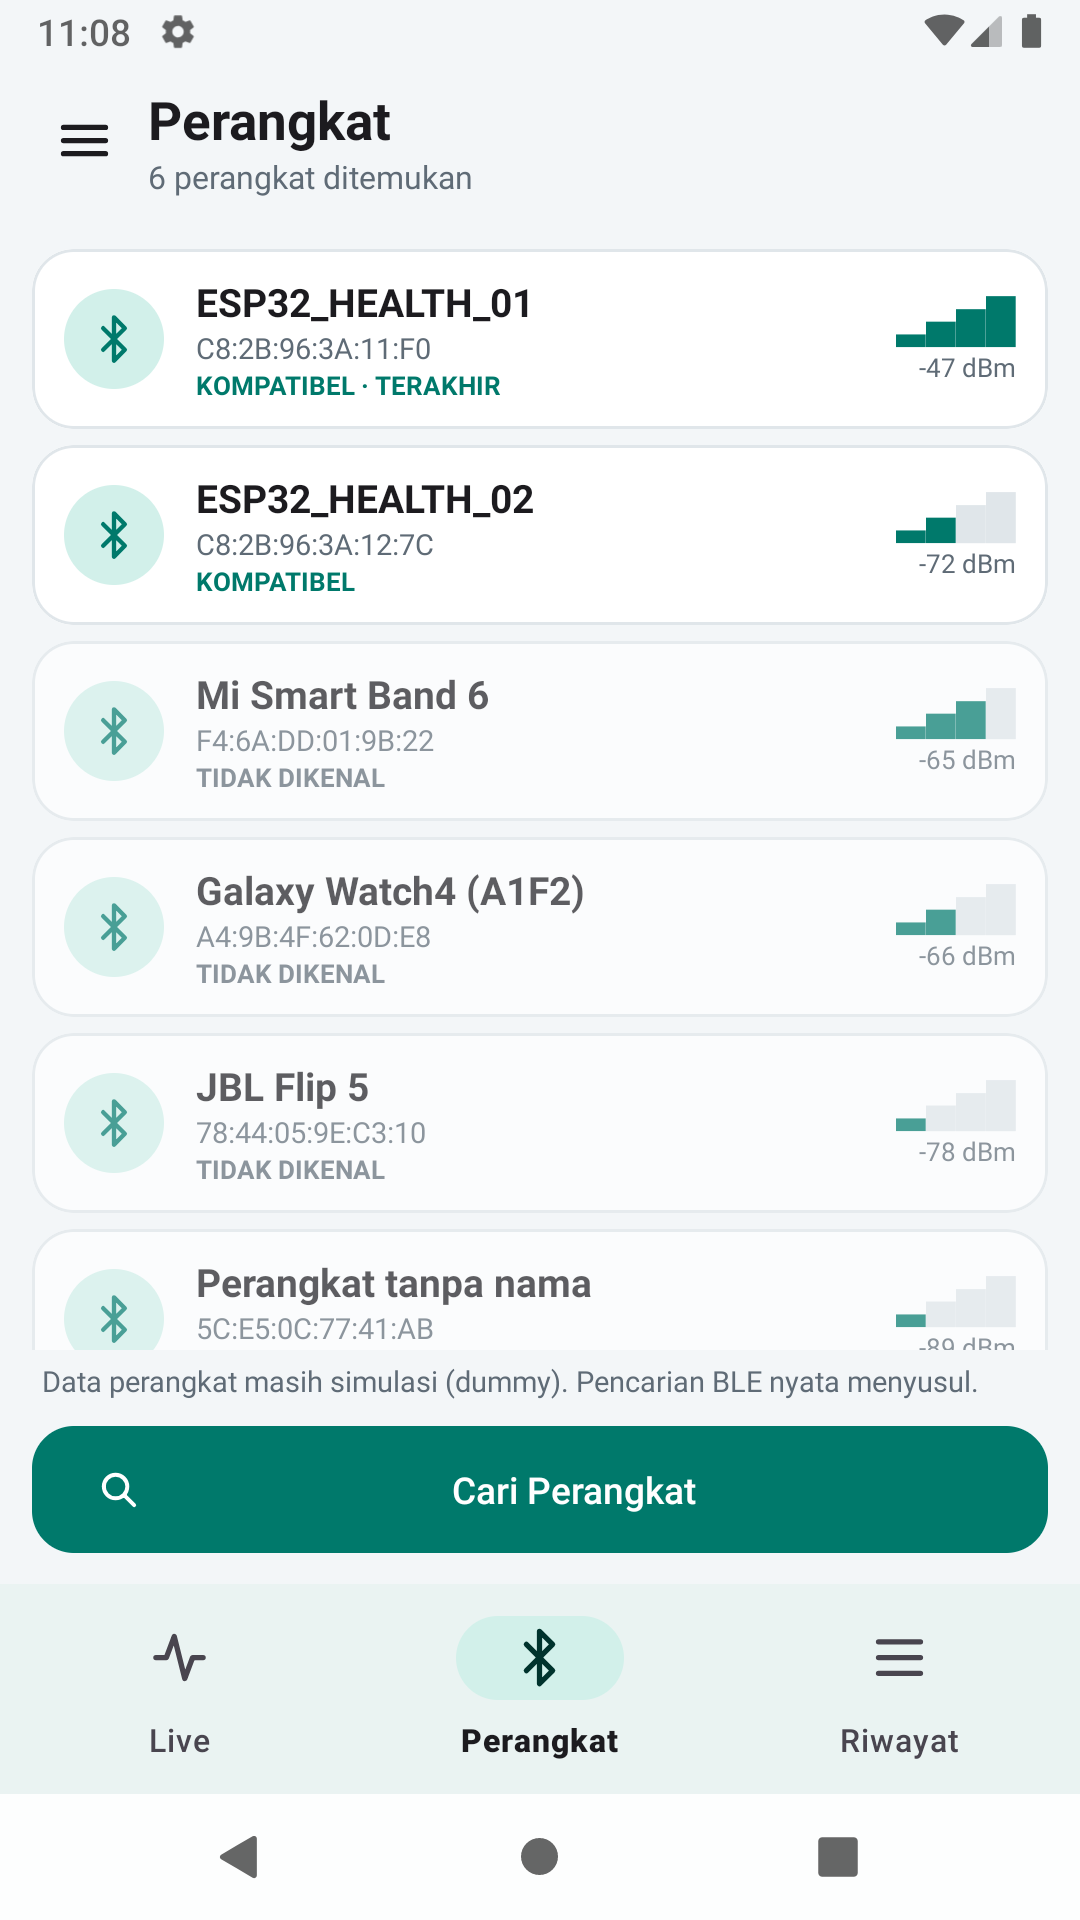 11:08
Perangkat
6 perangkat ditemukan
ESP32_HEALTH_01
C8:2B:96:3A:11:F0
KOMPATIBEL · TERAKHIR
-47 dBm
ESP32_HEALTH_02
C8:2B:96:3A:12:7C
KOMPATIBEL
-72 dBm
Mi Smart Band 6
F4:6A:DD:01:9B:22
TIDAK DIKENAL
-65 dBm
Galaxy Watch4 (A1F2)
A4:9B:4F:62:0D:E8
TIDAK DIKENAL
-66 dBm
JBL Flip 5
78:44:05:9E:C3:10
TIDAK DIKENAL
-78 dBm
Perangkat tanpa nama
5C:E5:0C:77:41:AB
-89 dBm
Data perangkat masih simulasi (dummy). Pencarian BLE nyata menyusul.
Cari Perangkat
Live
Perangkat
Riwayat